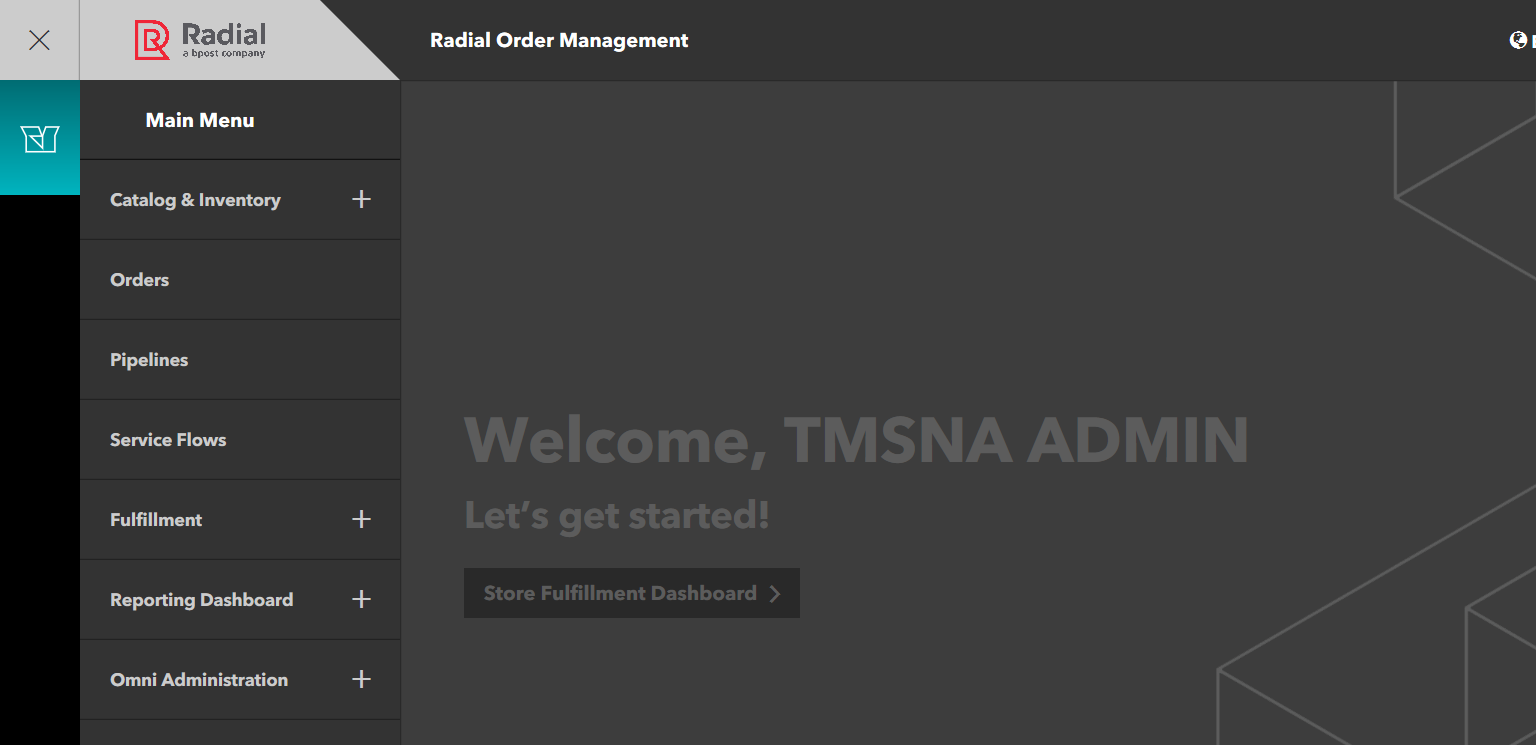 Radial
a bpost company
Radial Order Management
Main Menu
Catalog & Inventory
Orders
Pipelines
Service Flows
Fulfillment
Reporting Dashboard
Omni Administration
Welcome, TMSNA ADMIN
Let’s get started!
Store Fulfillment Dashboard